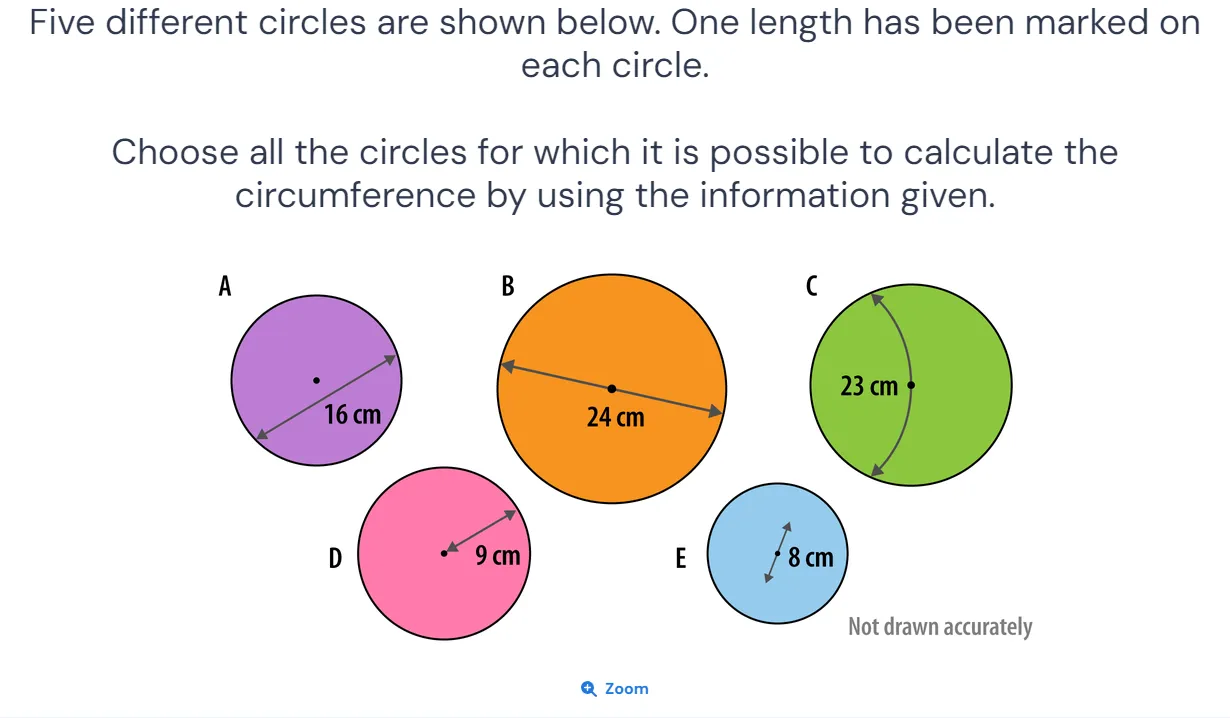 Five different circles are shown below. One length has been marked on
each circle.
Choose all the circles for which it is possible to calculate the
circumference by using the information given.
A
B
C
16 cm
24 cm
23 cm
D
9 cm
E
8 cm
Not drawn accurately
Zoom